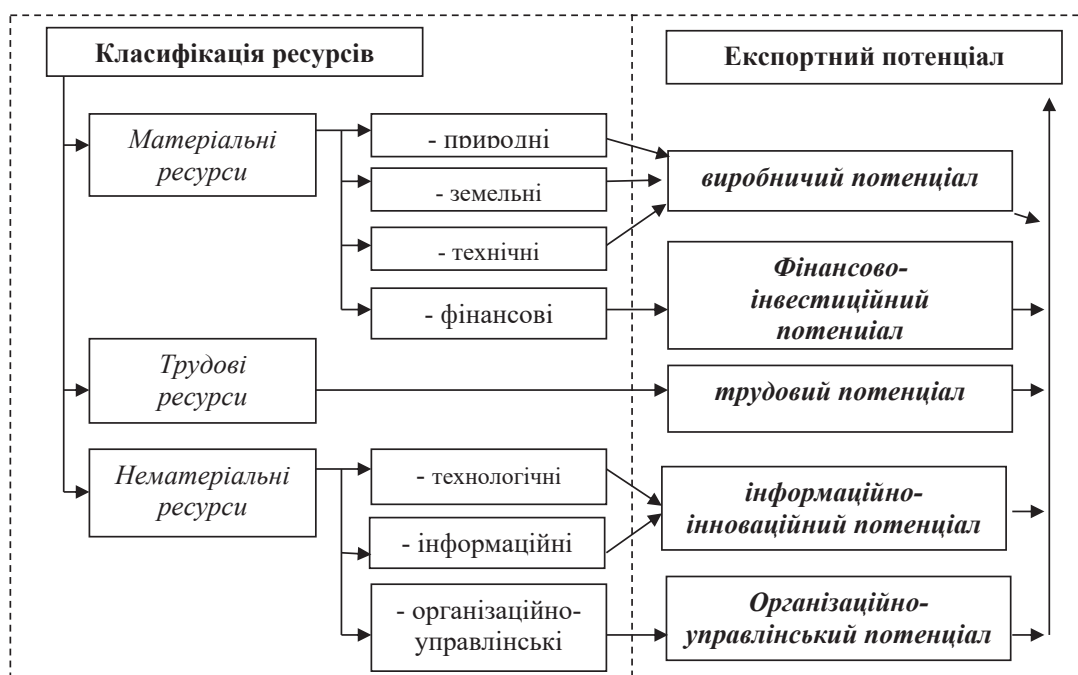 Класифікація ресурсів
Експортний потенціал
Матеріальні
ресурси
- природні
- земельні
- технічні
- фінансові
виробничий потенціал
Фінансово-
інвестиційний
потенціал
Трудові
ресурси
трудовий потенціал
Нематеріальні
ресурси
- технологічні
- інформаційні
- організаційно-
управлінські
інформаційно-
інноваційний потенціал
Організаційно-
управлінський потенціал